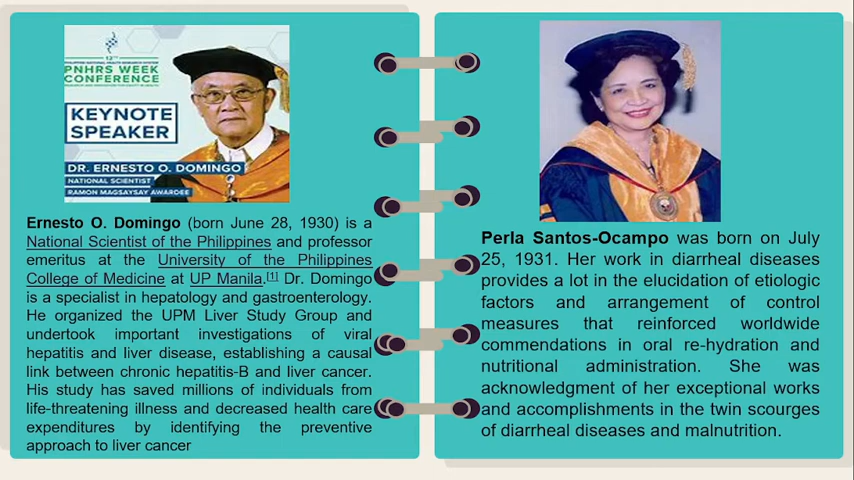 12TH
PHILIPPINE NATIONAL HEALTH RESEARCH SYSTEM
PNHRS WEEK
CONFERENCE
KEYNOTE
SPEAKER
DR. ERNESTO O. DOMINGO
NATIONAL SCIENTIST
RAMON MAGSAYSAY AWARDEE
Ernesto O. Domingo (born June 28, 1930) is a
National Scientist of the Philippines and professor
emeritus at the University of the Philippines
College of Medicine at UP Manila.[1] Dr. Domingo
is a specialist in hepatology and gastroenterology.
He organized the UPM Liver Study Group and
undertook important investigations of viral
hepatitis and liver disease, establishing a causal
link between chronic hepatitis-B and liver cancer.
His study has saved millions of individuals from
life-threatening illness and decreased health care
expenditures by identifying the preventive
approach to liver cancer
Perla Santos-Ocampo was born on July
25, 1931. Her work in diarrheal diseases
provides a lot in the elucidation of etiologic
factors and arrangement of control
measures that reinforced worldwide
commendations in oral re-hydration and
nutritional administration. She was
acknowledgment of her exceptional works
and accomplishments in the twin scourges
of diarrheal diseases and malnutrition.